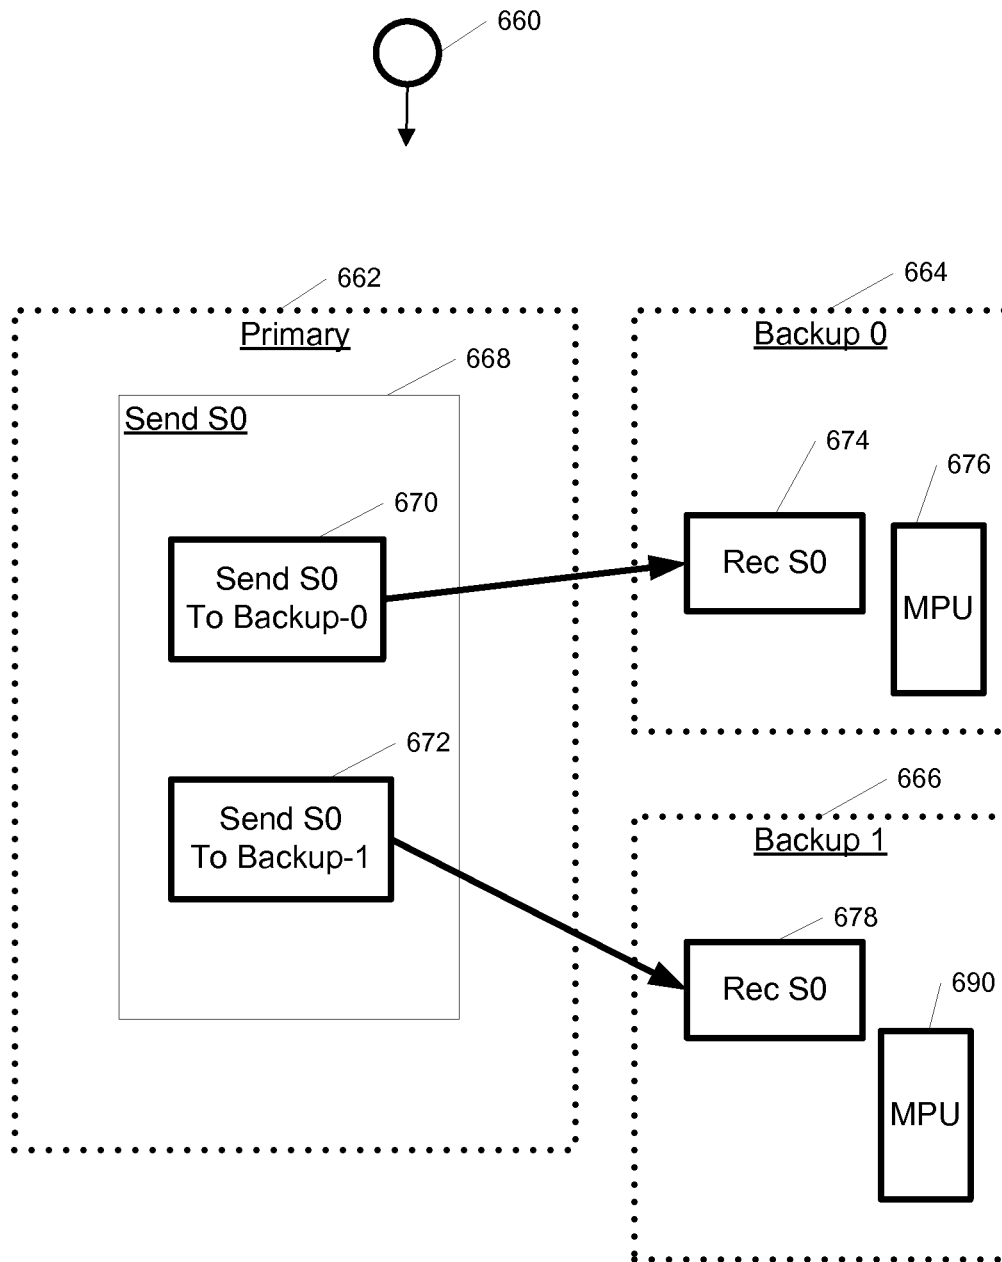 660
662
664
Primary
Backup 0
668
Send S0
674
676
670
Send S0
To Backup-0
Rec S0
MPU
672
666
Send S0
To Backup-1
Backup 1
678
Rec S0
690
MPU